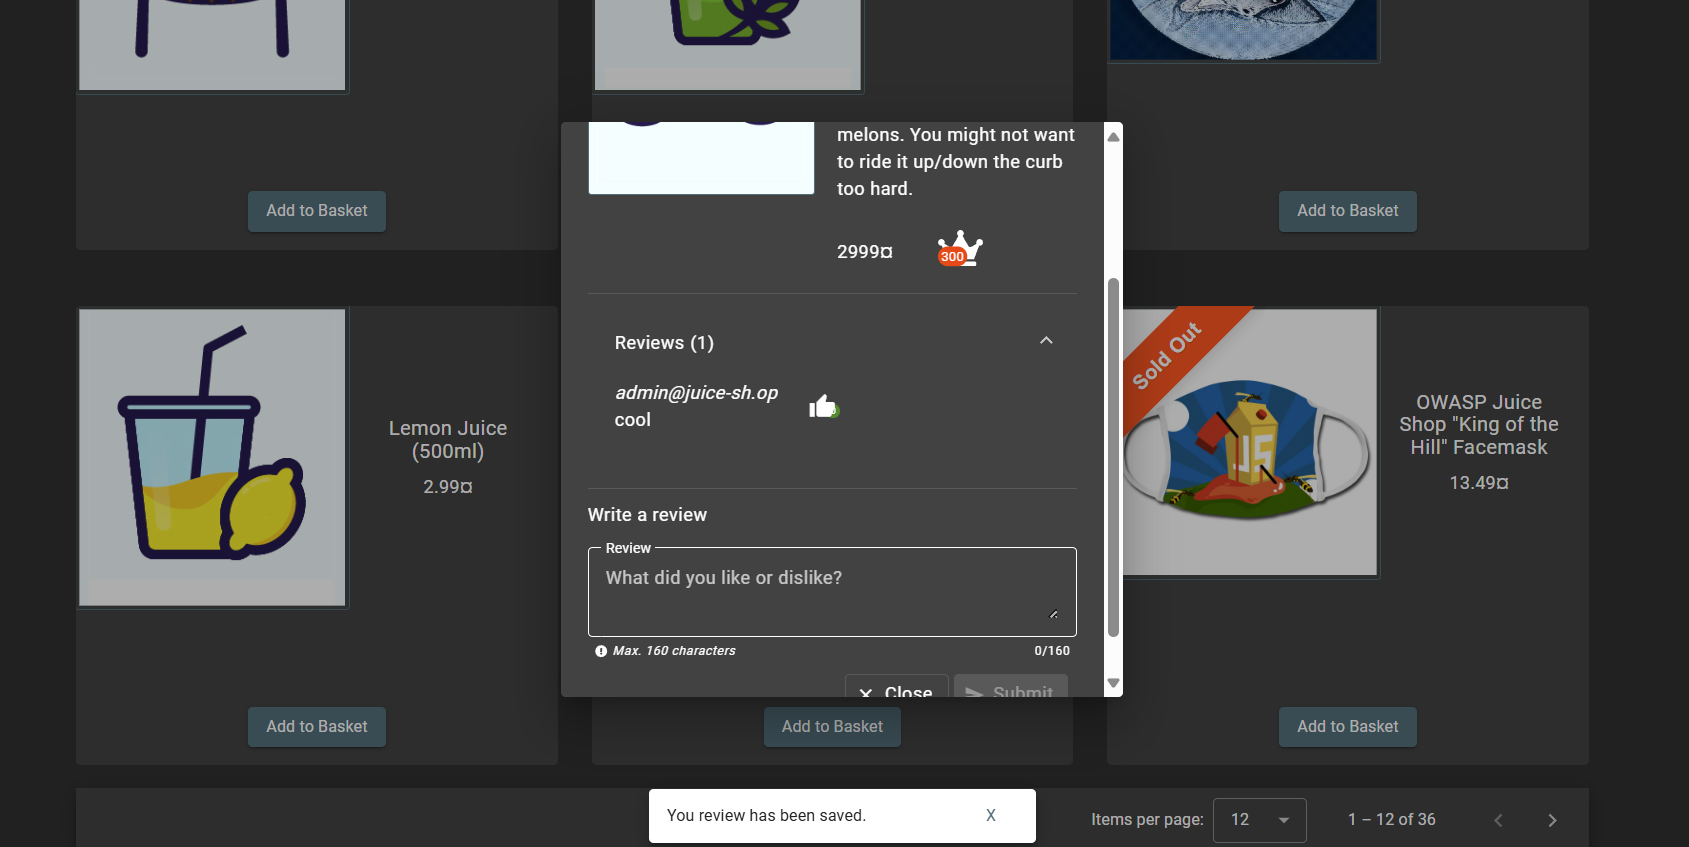 Add to Basket
Add to Basket
melons. You might not want
to ride it up/down the curb
too hard.
2999¤
300
Reviews (1)
admin@juice-sh.op
cool
Write a review
Review
What did you like or dislike?
Max. 160 characters
0/160
Close
Submit
Lemon Juice
(500ml)
2.99¤
Add to Basket
Add to Basket
Sold Out
JS
OWASP Juice
Shop "King of the
Hill" Facemask
13.49¤
Add to Basket
You review has been saved.
X
Items per page:
12
1 – 12 of 36